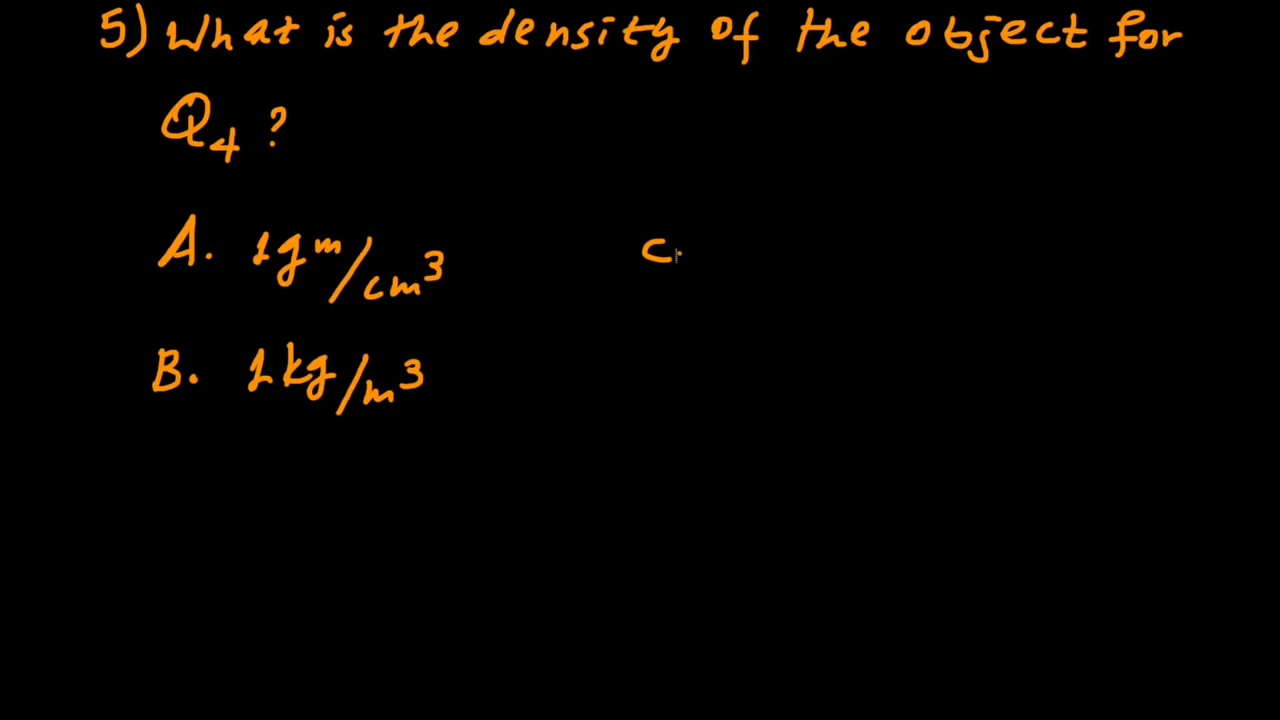 5) What is the density of the object for
Q₄ ?
A. 1gm/cm³
C.
B. 1kg/m³